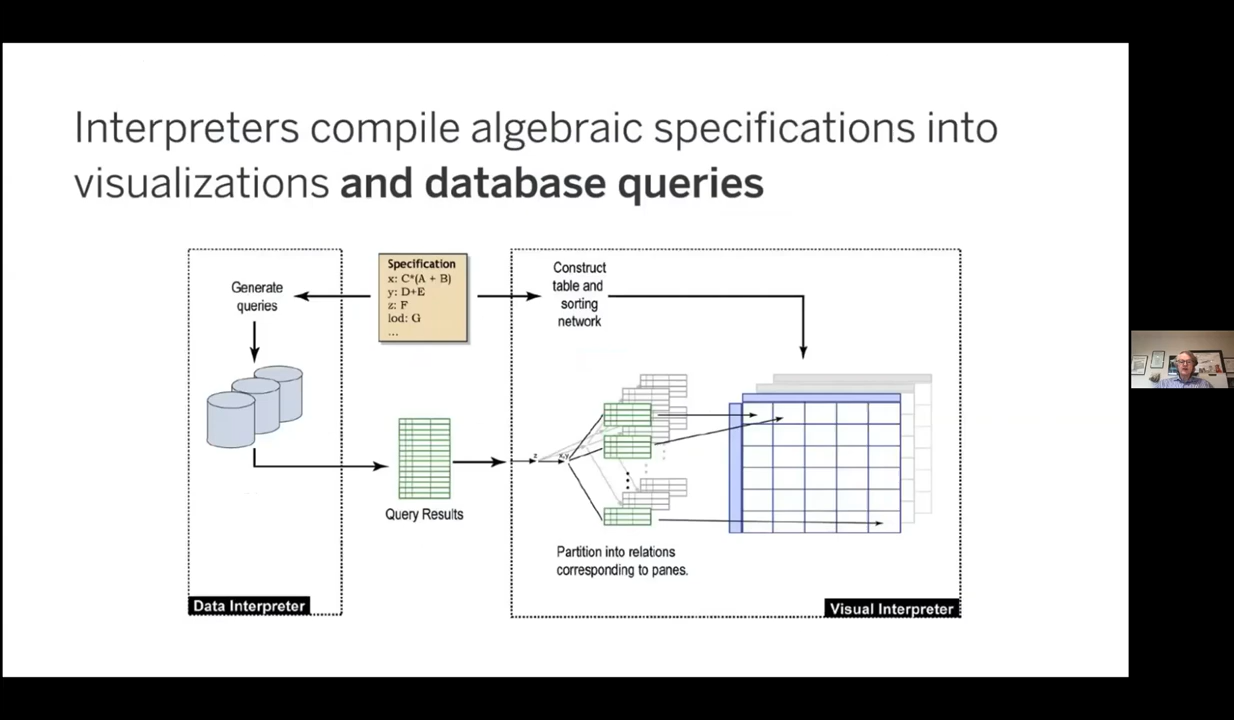 Interpreters compile algebraic specifications into
visualizations and database queries
Generate
queries
Specification
x: C*(A + B)
y: D+E
z: F
lod: G
...
Construct
table and
sorting
network
z
x,y
Query Results
Partition into relations
corresponding to panes.
Data Interpreter
Visual Interpreter